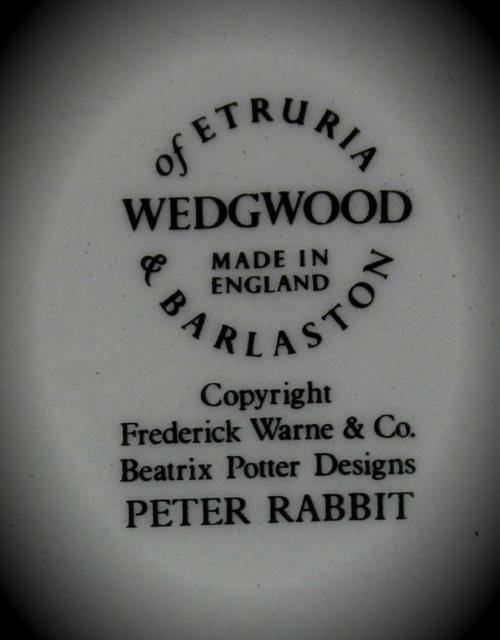 of ETRURIA
WEDGWOOD
MADE IN
ENGLAND
& BARLASTON
Copyright
Frederick Warne & Co.
Beatrix Potter Designs
PETER RABBIT